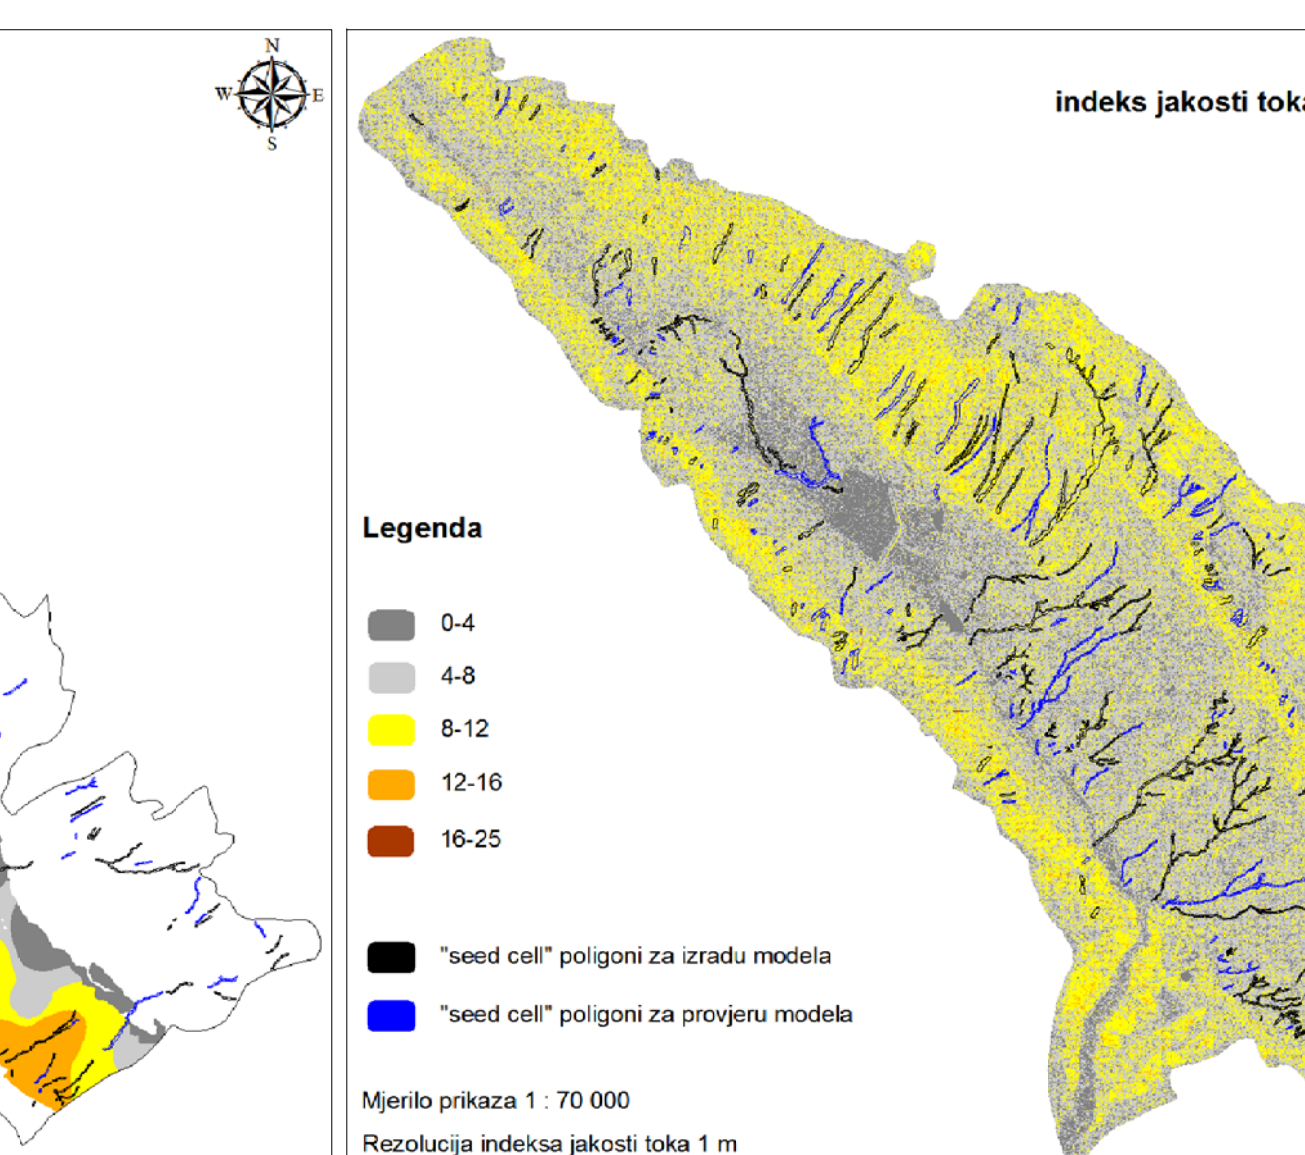 N
W E
S
indeks jakosti toka
Legenda
0-4
4-8
8-12
12-16
16-25
"seed cell" poligoni za izradu modela
"seed cell" poligoni za provjeru modela
Mjerilo prikaza 1 : 70 000
Rezolucija indeksa jakosti toka 1 m